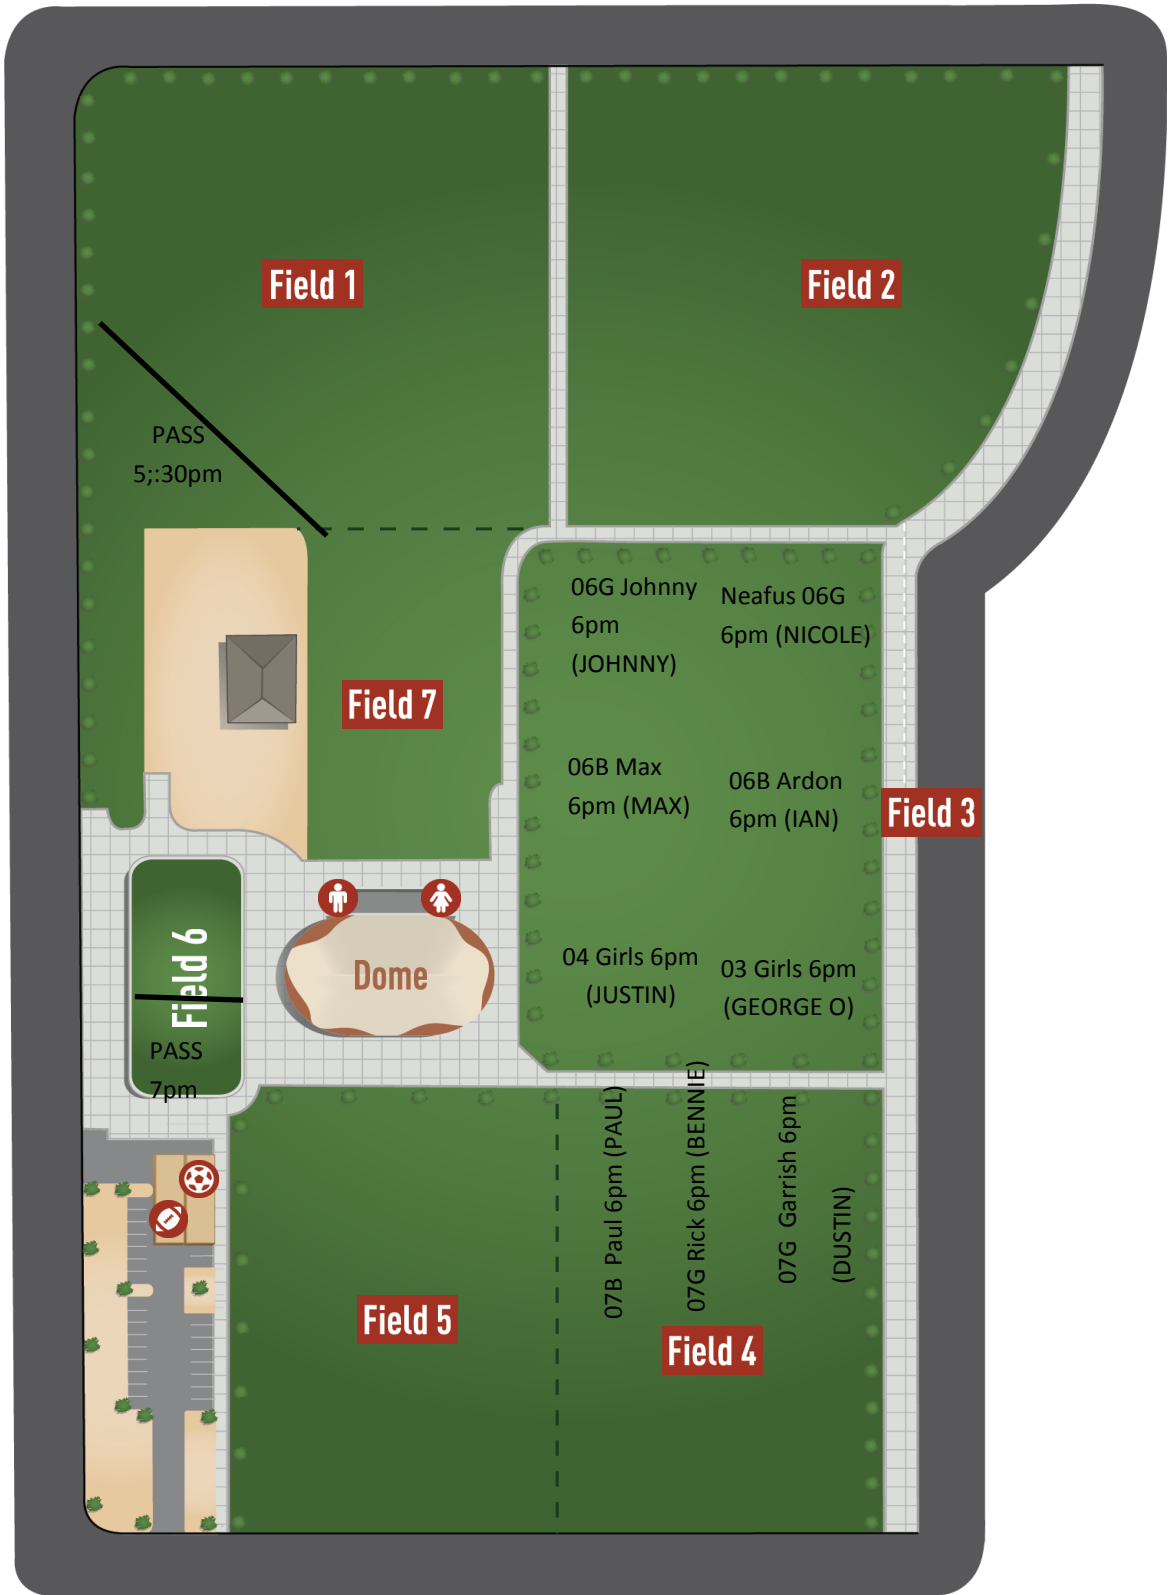 Field 1
Field 2
PASS
5;:30pm
06G Johnny
6pm
(JOHNNY)
Neafus 06G
6pm (NICOLE)
Field 7
06B Max
6pm (MAX)
06B Ardon
6pm (IAN)
Field 3
Field 6
Dome
04 Girls 6pm
(JUSTIN)
03 Girls 6pm
(GEORGE O)
PASS
7pm
07B Paul 6pm (PAUL)
07G Rick 6pm (BENNIE)
07G Garrish 6pm
(DUSTIN)
Field 5
Field 4